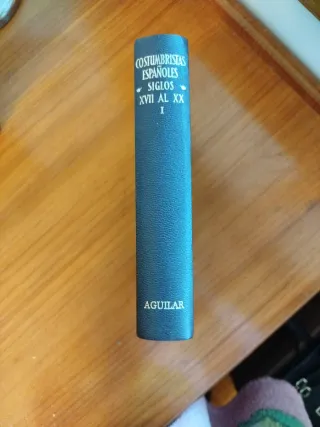 COSTUMBRISTAS
ESPAÑOLES
SIGLOS
XVII AL XX
I
AGUILAR